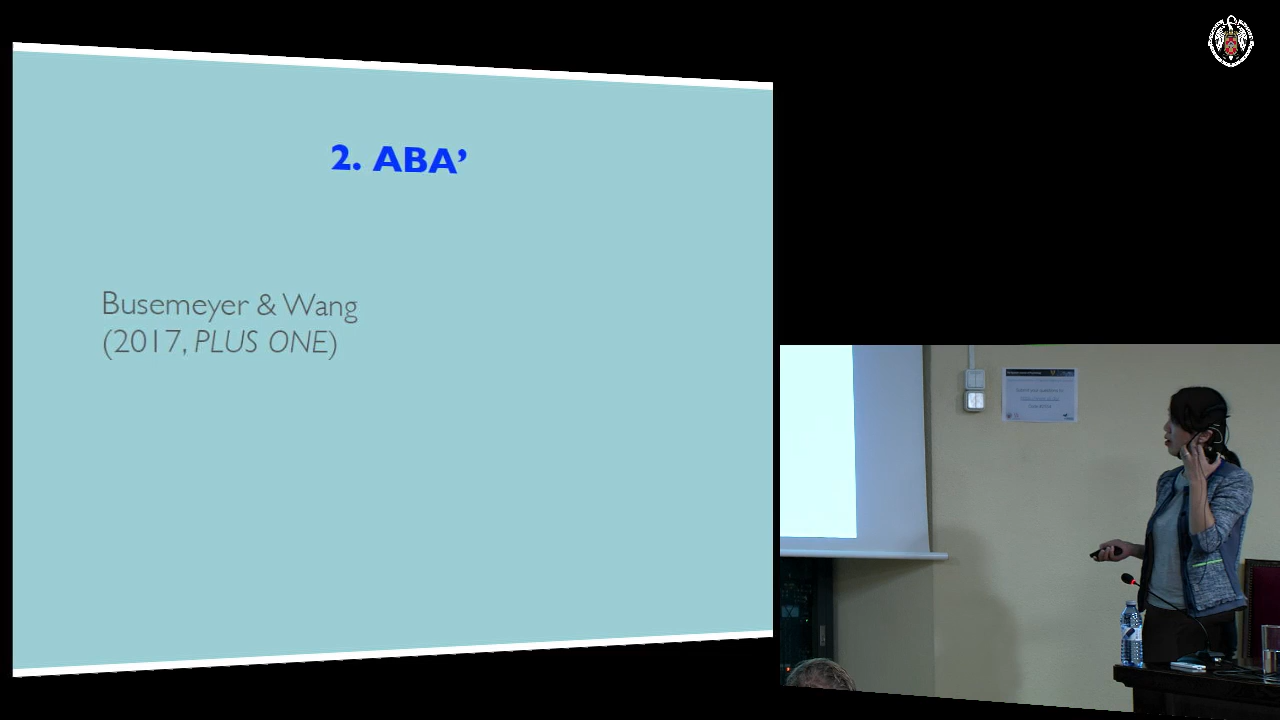 2. ABA’
Busemeyer & Wang
(2017, PLUS ONE)